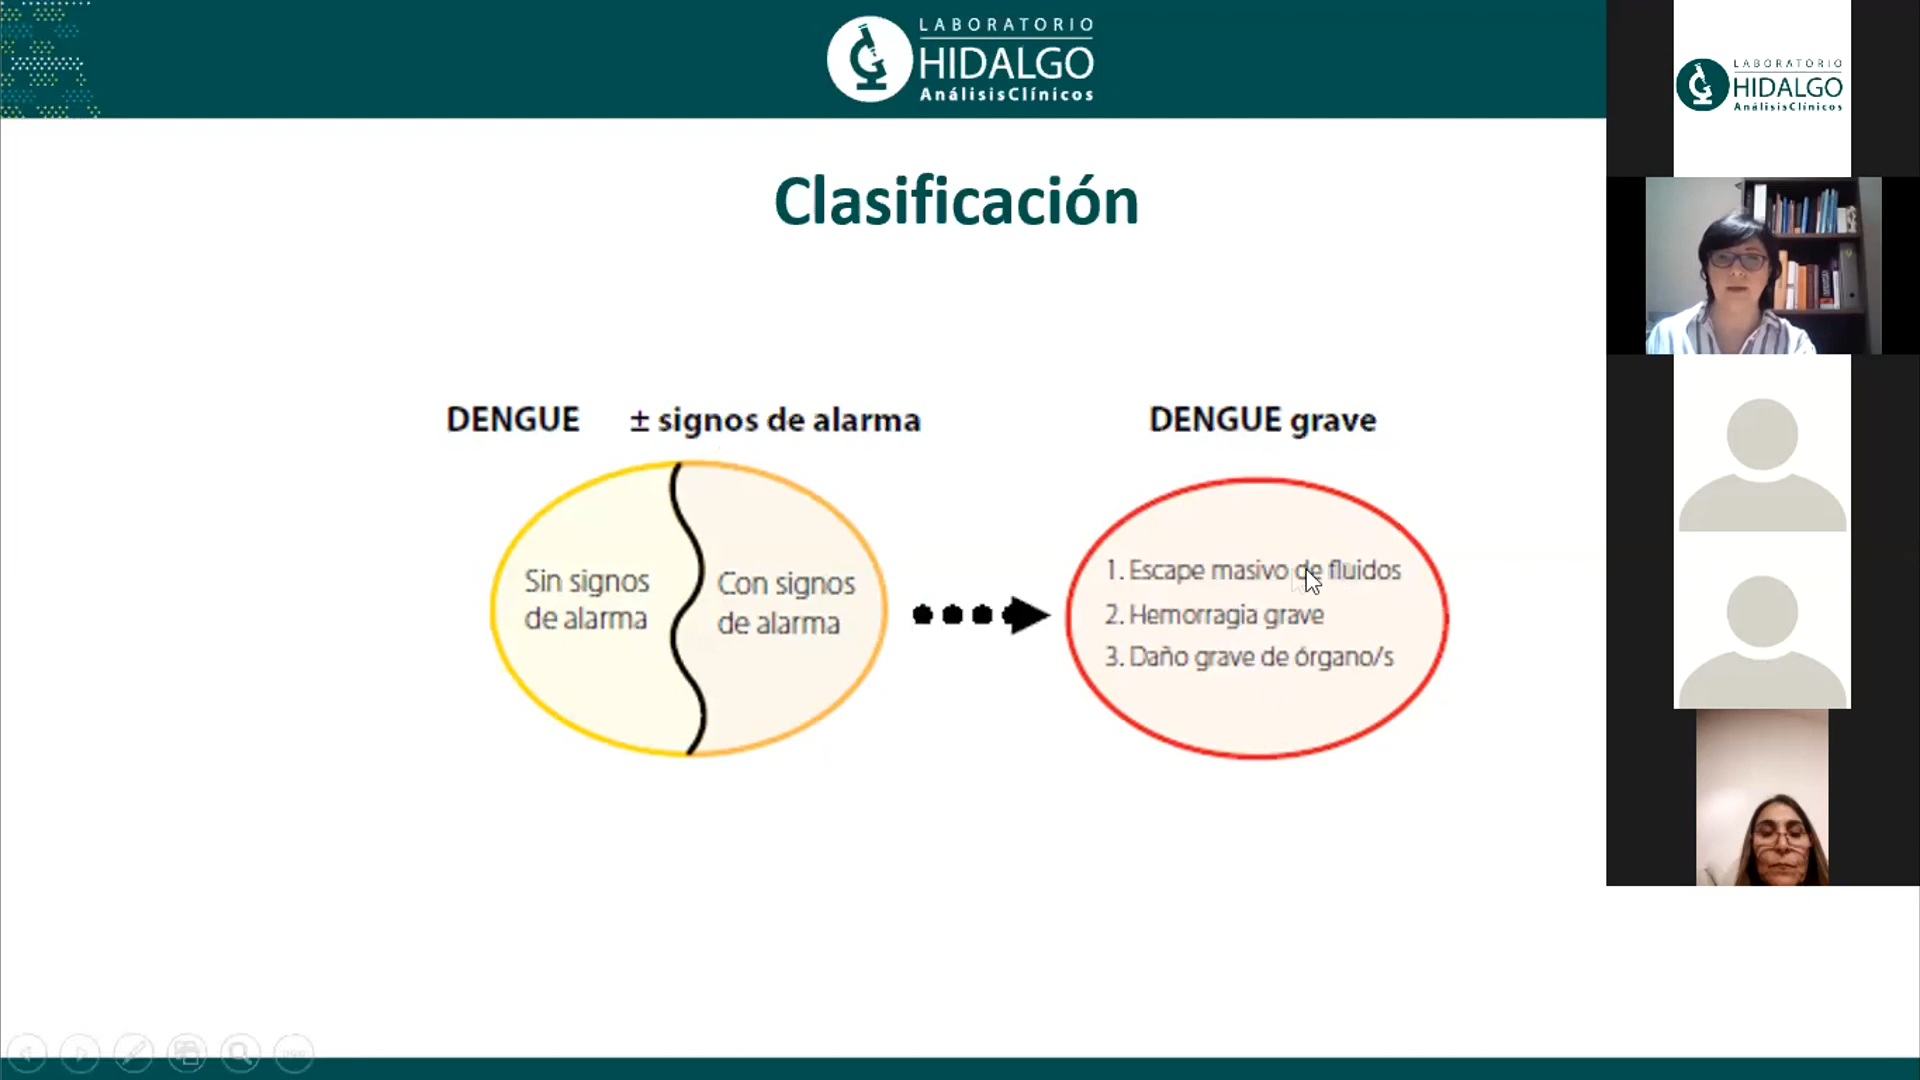 LABORATORIO
HIDALGO
AnálisisClínicos
LABORATORIO
HIDALGO
AnálisisClínicos
Clasificación
DENGUE ± signos de alarma
DENGUE grave
Sin signos
de alarma
Con signos
de alarma
1. Escape masivo de fluidos
2. Hemorragia grave
3. Daño grave de órgano/s